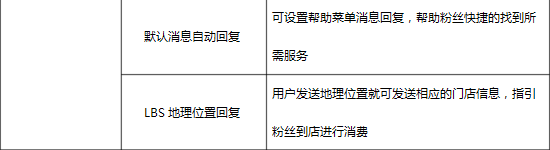 默认消息自动回复
可设置帮助菜单消息回复，帮助粉丝快捷的找到所
需服务
LBS 地理位置回复
用户发送地理位置就可发送相应的门店信息，指引
粉丝到店进行消费